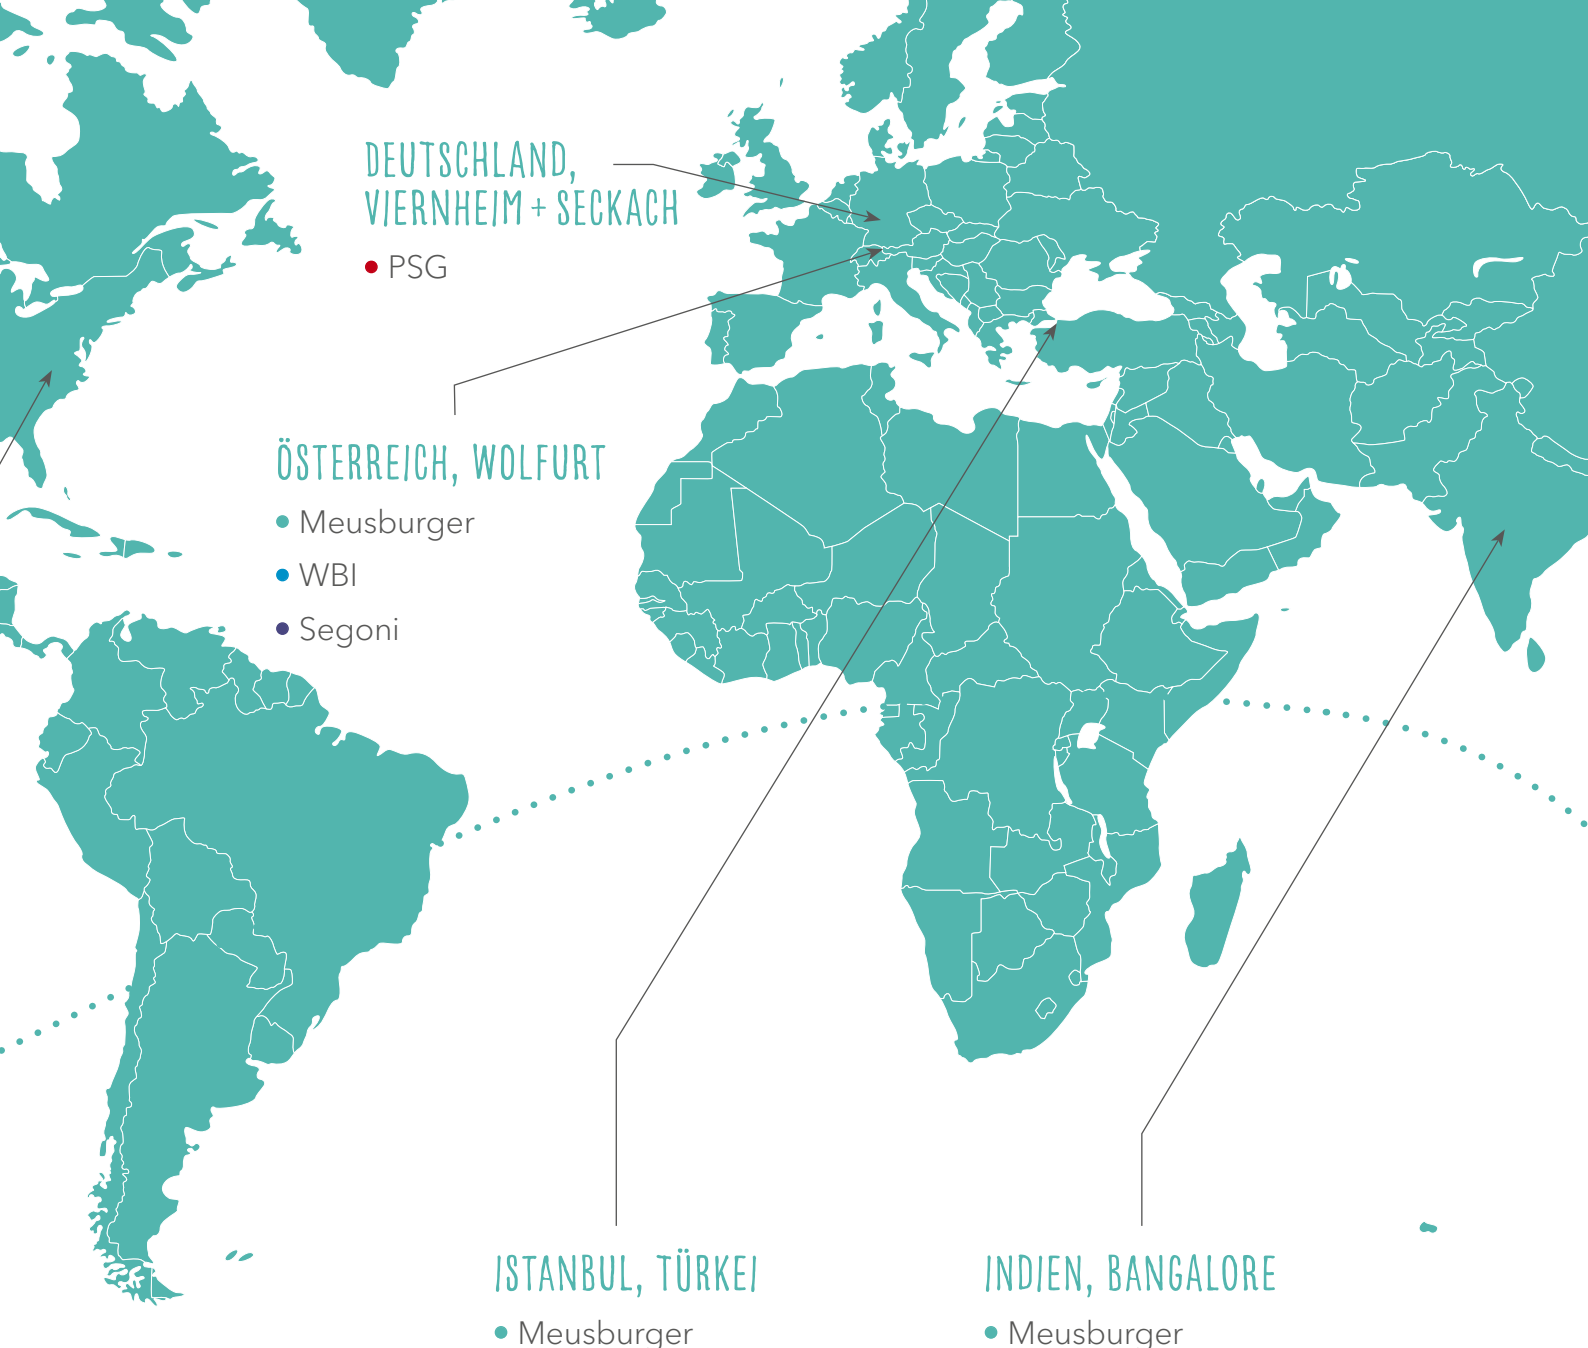 DEUTSCHLAND,
VIERNHEIM + SECKACH
PSG
ÖSTERREICH, WOLFURT
Meusburger
WBI
Segoni
ISTANBUL, TÜRKEI
Meusburger
INDIEN, BANGALORE
Meusburger